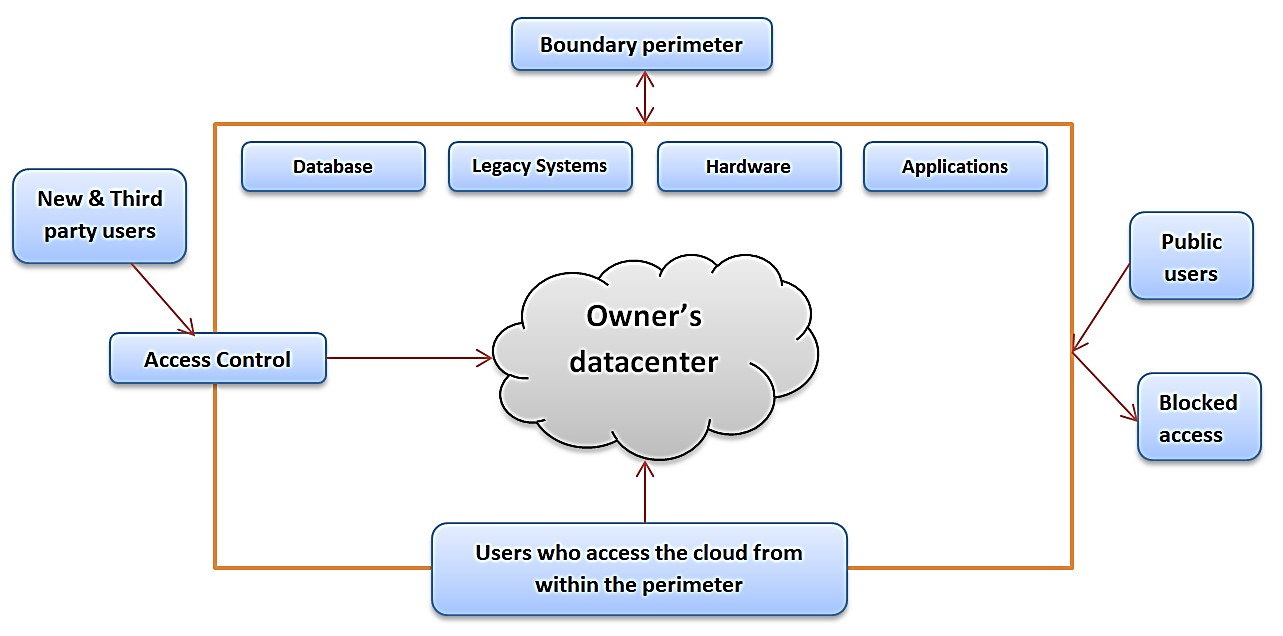 Boundary perimeter
Database
Legacy Systems
Hardware
Applications
New & Third
party users
Public
users
Owner’s
datacenter
Access Control
Blocked
access
Users who access the cloud from
within the perimeter